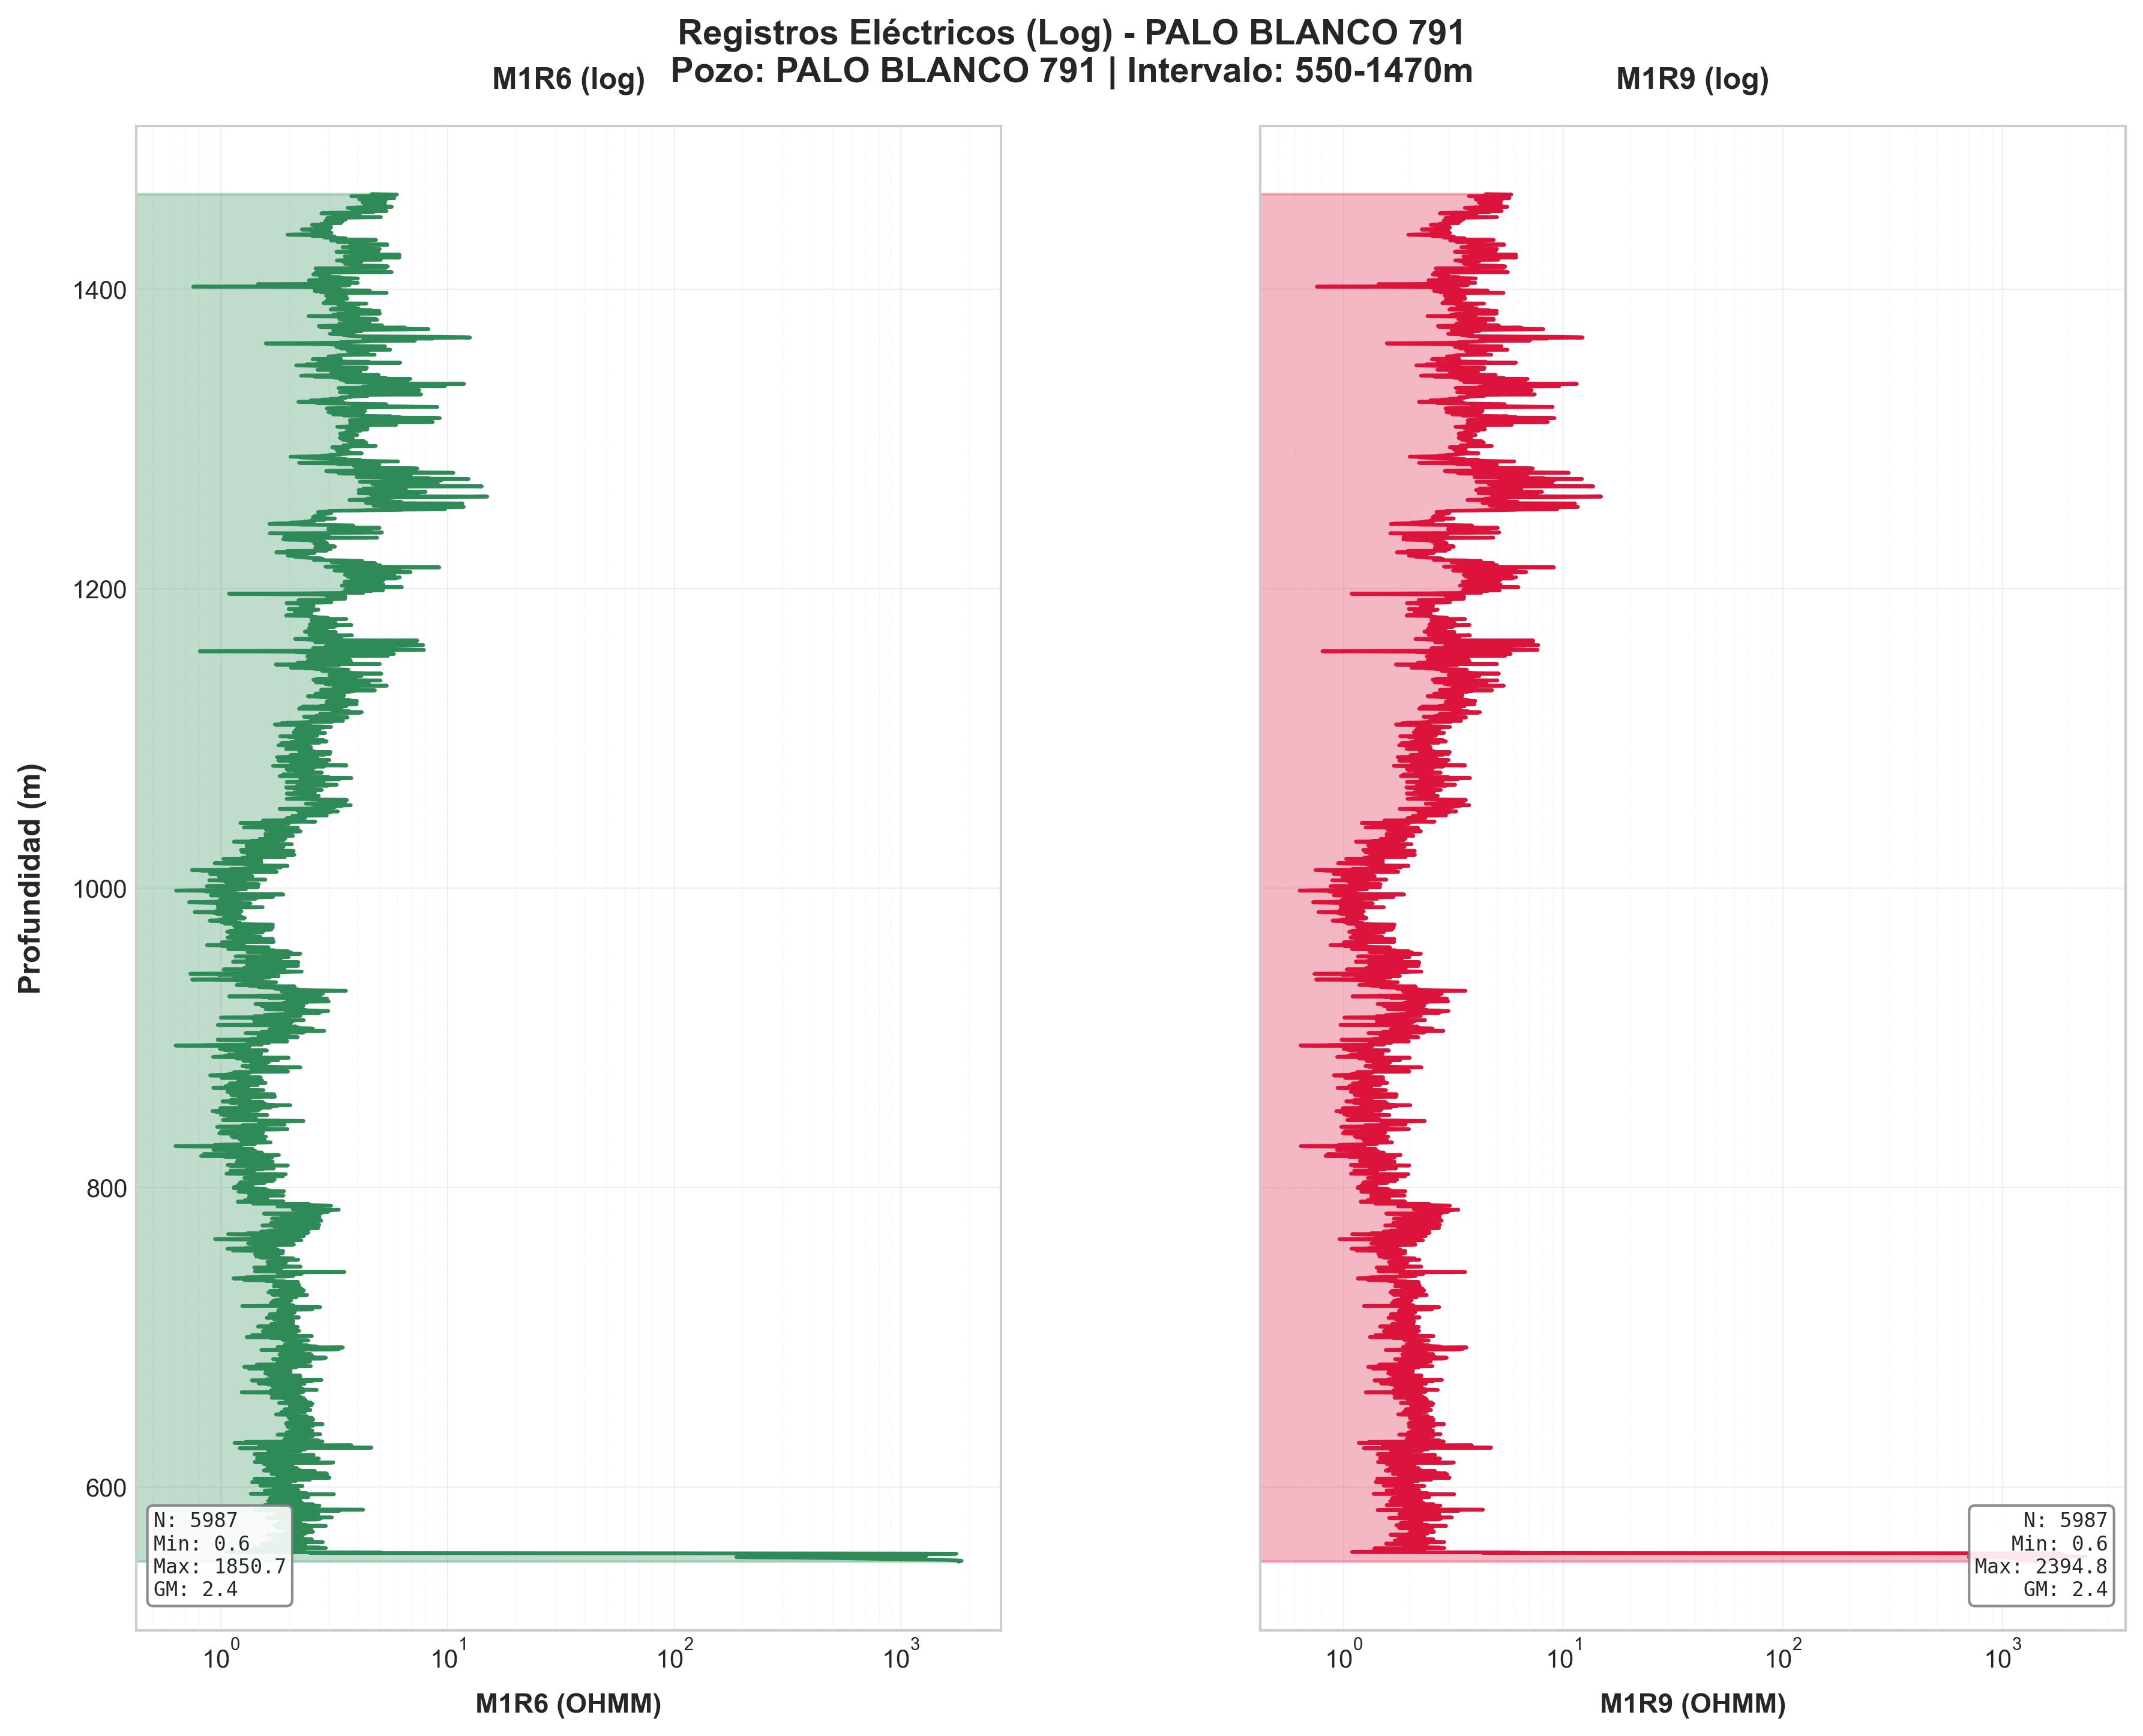 Registros Eléctricos (Log) - PALO BLANCO 791
Pozo: PALO BLANCO 791 | Intervalo: 550-1470m
M1R6 (log)
M1R9 (log)
Profundidad (m)
1400
1200
1000
800
600
N: 5987
Min: 0.6
Max: 1850.7
GM: 2.4
10^0
10^1
10^2
10^3
M1R6 (OHMM)
N: 5987
Min: 0.6
Max: 2394.8
GM: 2.4
10^0
10^1
10^2
10^3
M1R9 (OHMM)